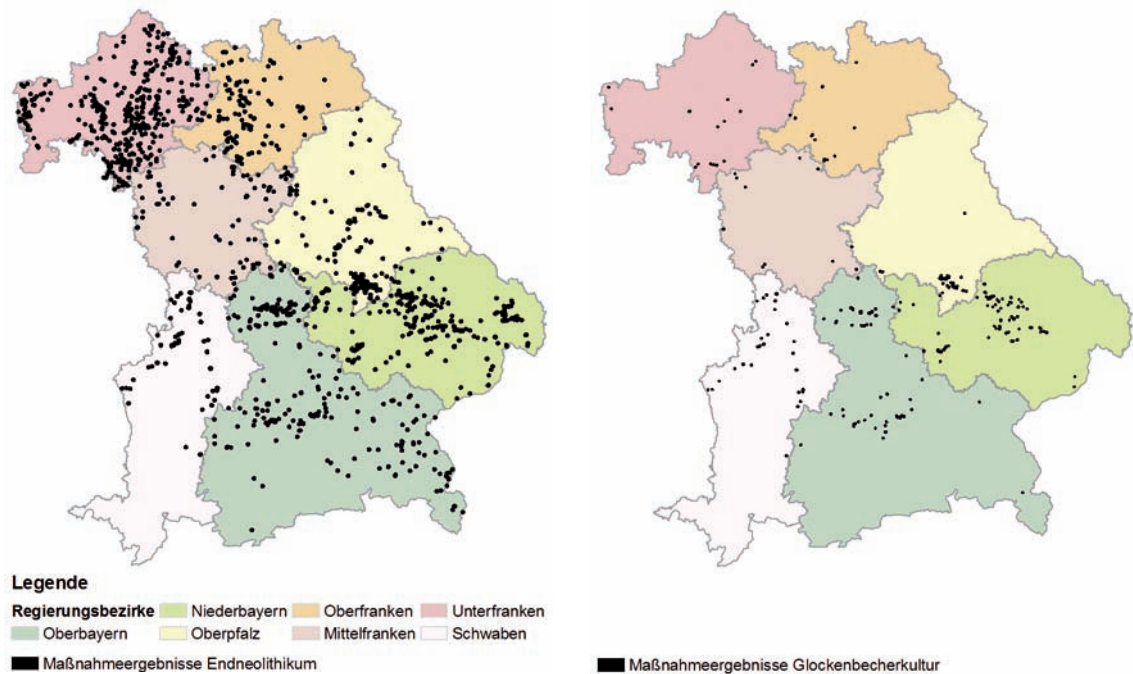 Legende
Regierungsbezirke Niederbayern Oberfranken Unterfranken
Oberbayern Oberpfalz Mittelfranken Schwaben
Maßnahmeergebnisse Endneolithikum
Maßnahmeergebnisse Glockenbecherkultur